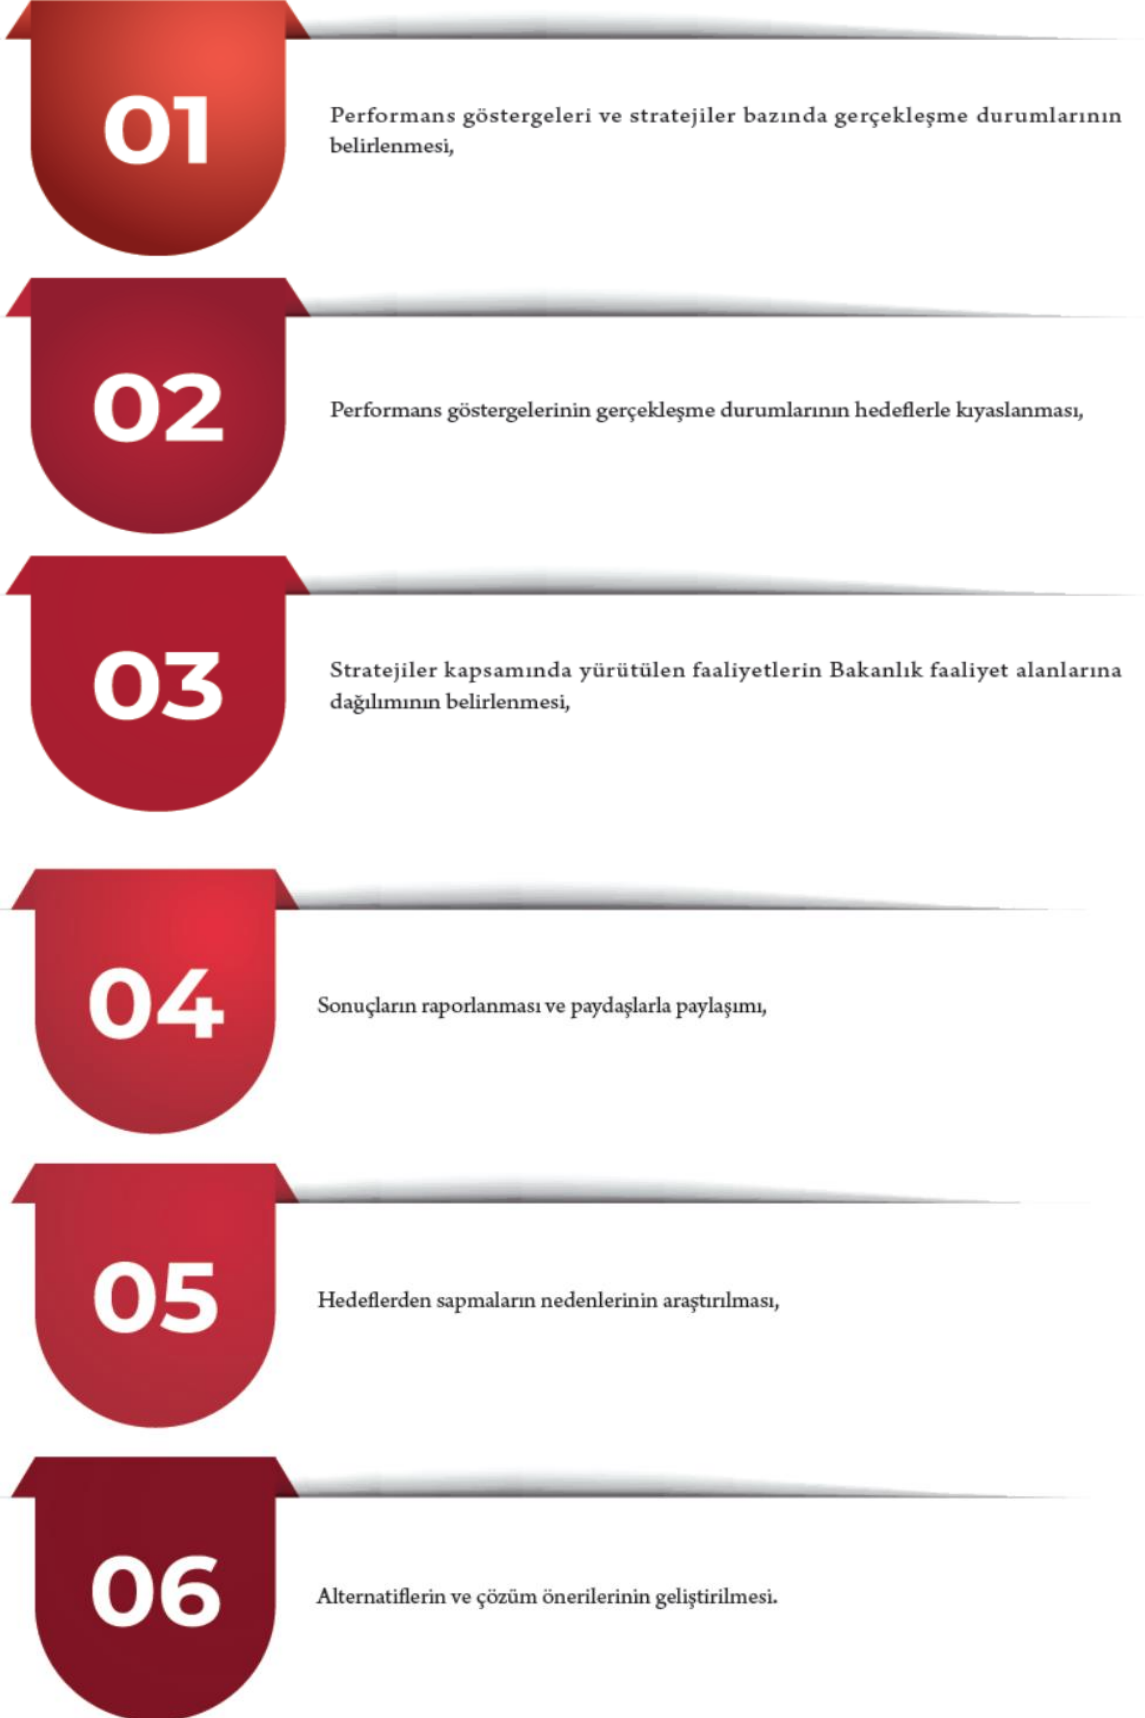 01
Performans göstergeleri ve stratejiler bazında gerçekleşme durumlarının
belirlenmesi,
02
Performans göstergelerinin gerçekleşme durumlarının hedeflerle kıyaslanması,
03
Stratejiler kapsamında yürütülen faaliyetlerin Bakanlık faaliyet alanlarına
dağılımının belirlenmesi,
04
Sonuçların raporlanması ve paydaşlarla paylaşımı,
05
Hedeflerden sapmaların nedenlerinin araştırılması,
06
Alternatiflerin ve çözüm önerilerinin geliştirilmesi.